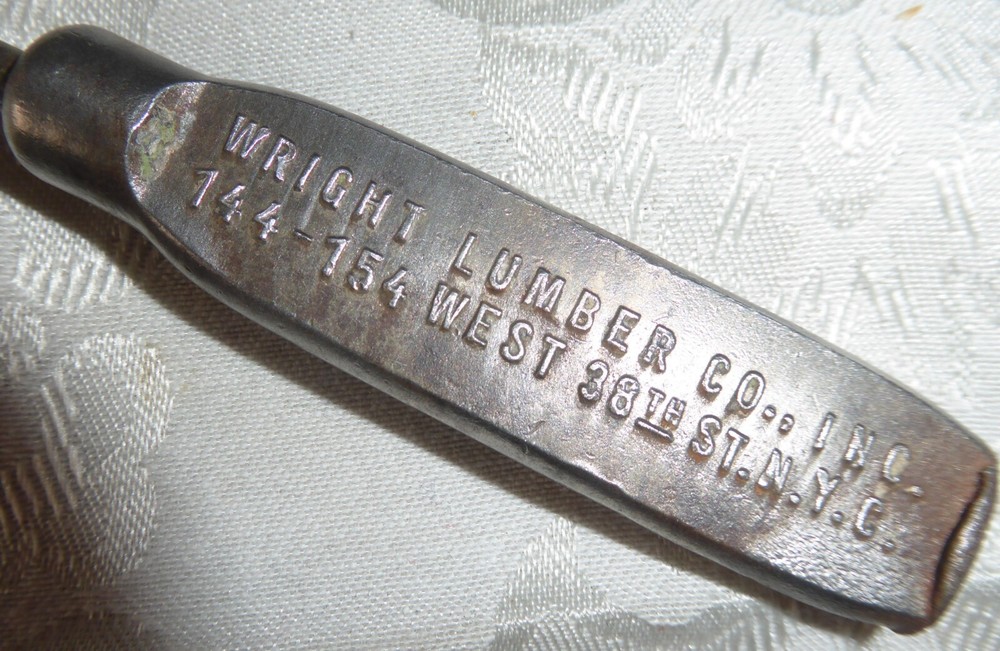 WRIGHT LUMBER CO., INC.
144-154 WEST 38TH ST. N.Y.C.